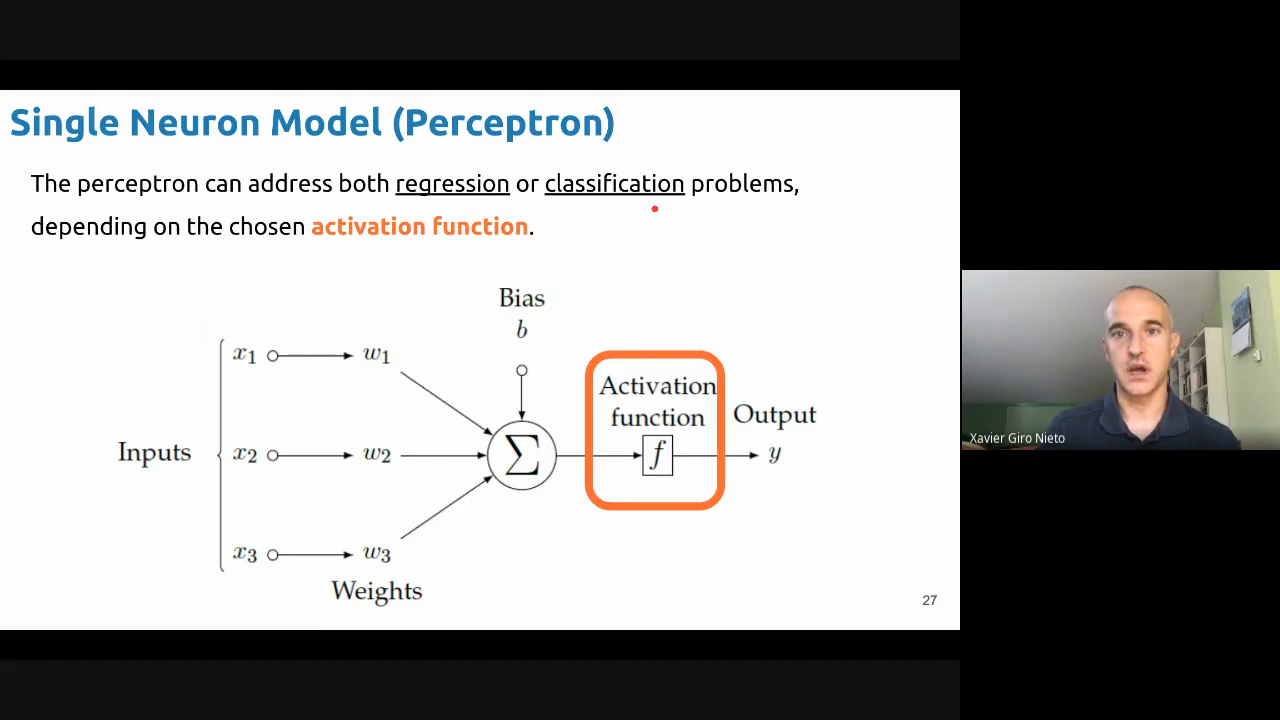 Single Neuron Model (Perceptron)
The perceptron can address both regression or classification problems,
depending on the chosen activation function.
Bias
b
x1 w1
Activation
function
Output
Inputs
x2 w2
Σ
f
y
x3 w3
Weights
27
Xavier Giro Nieto